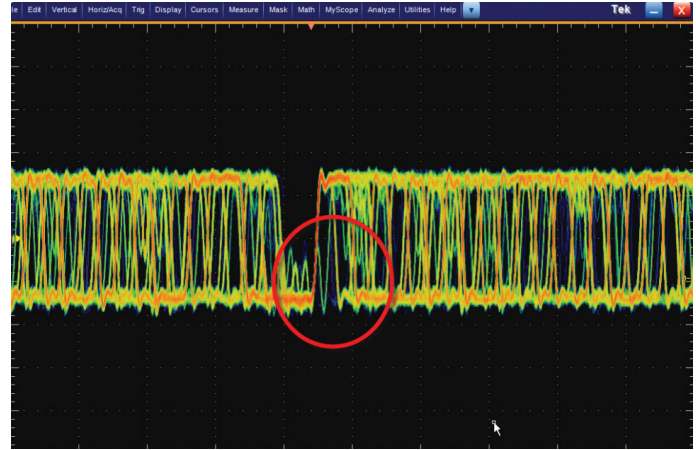 le Edit Vertical Horiz/Acq Trig Display Cursors Measure Mask Math MyScope Analyze Utilities Help Tek X